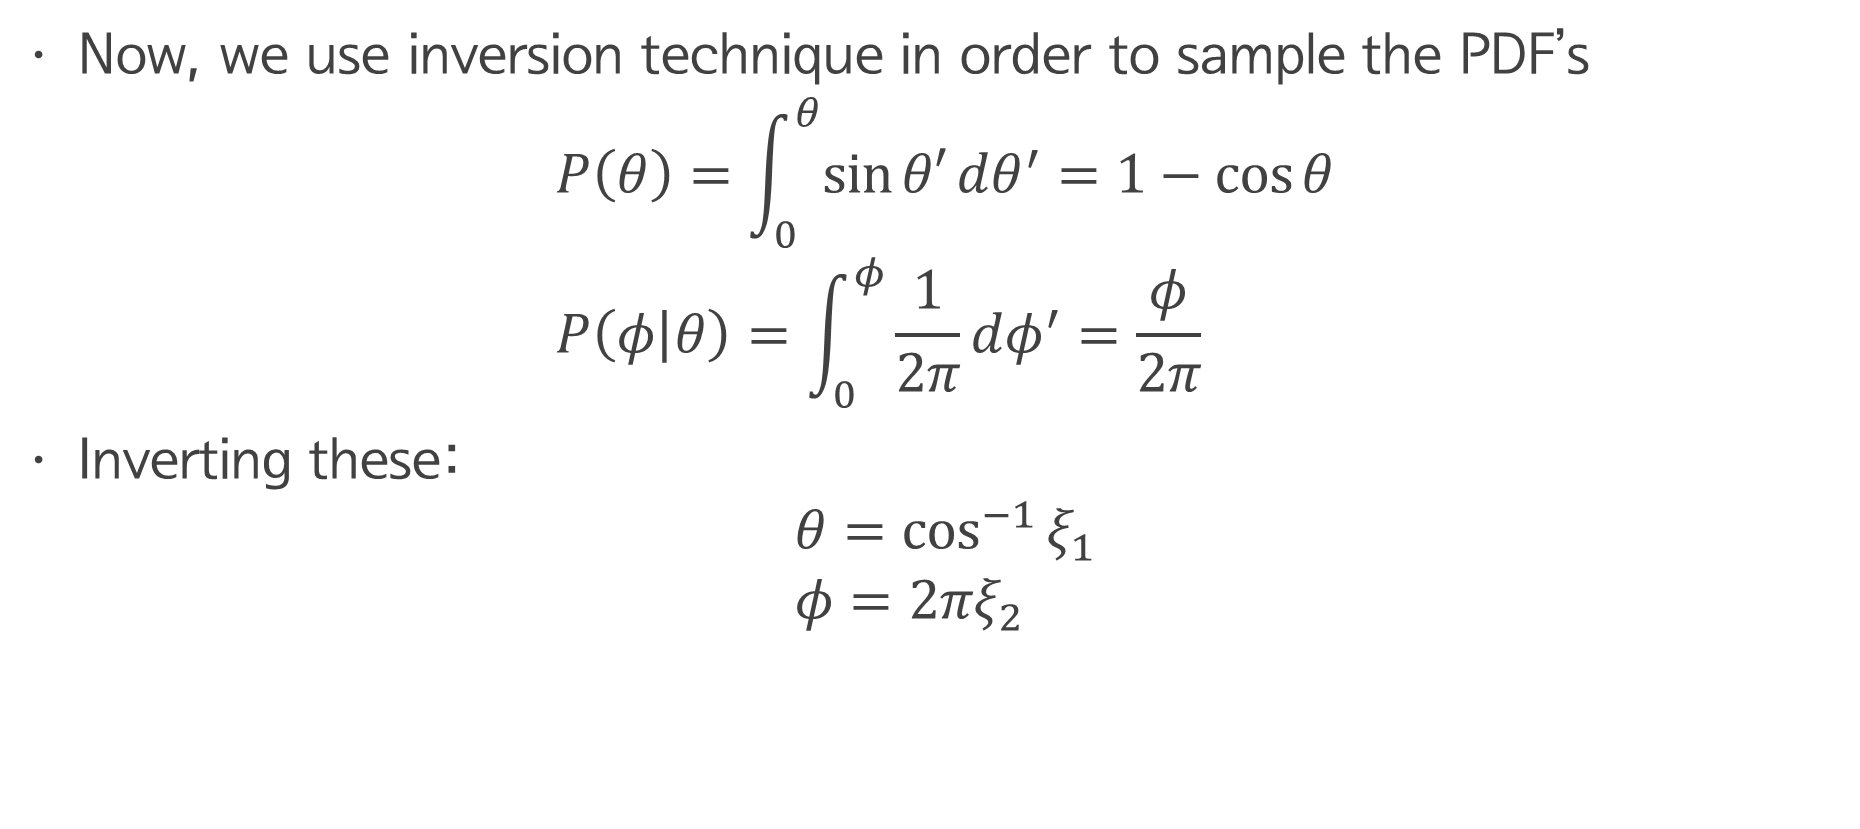 · Now, we use inversion technique in order to sample the PDF's
P(θ) = ∫₀^θ sin θ′ dθ′ = 1 − cos θ
P(ϕ|θ) = ∫₀^ϕ 1/2π dϕ′ = ϕ/2π
· Inverting these:
θ = cos⁻¹ ξ₁
ϕ = 2πξ₂